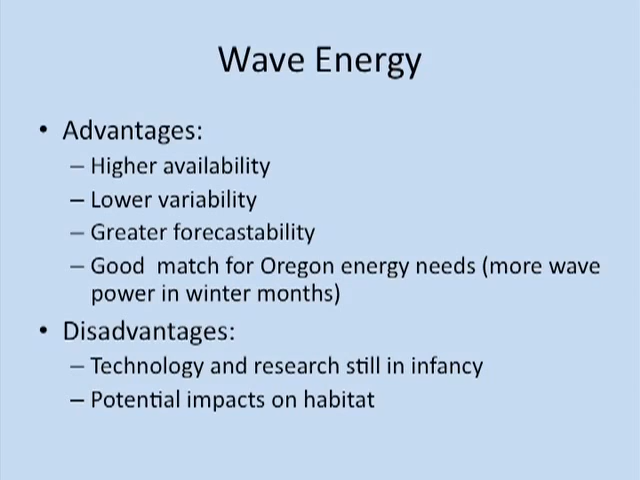 Wave Energy
• Advantages:
– Higher availability
– Lower variability
– Greater forecastability
– Good  match for Oregon energy needs (more wave
power in winter months)
• Disadvantages:
– Technology and research still in infancy
– Potential impacts on habitat